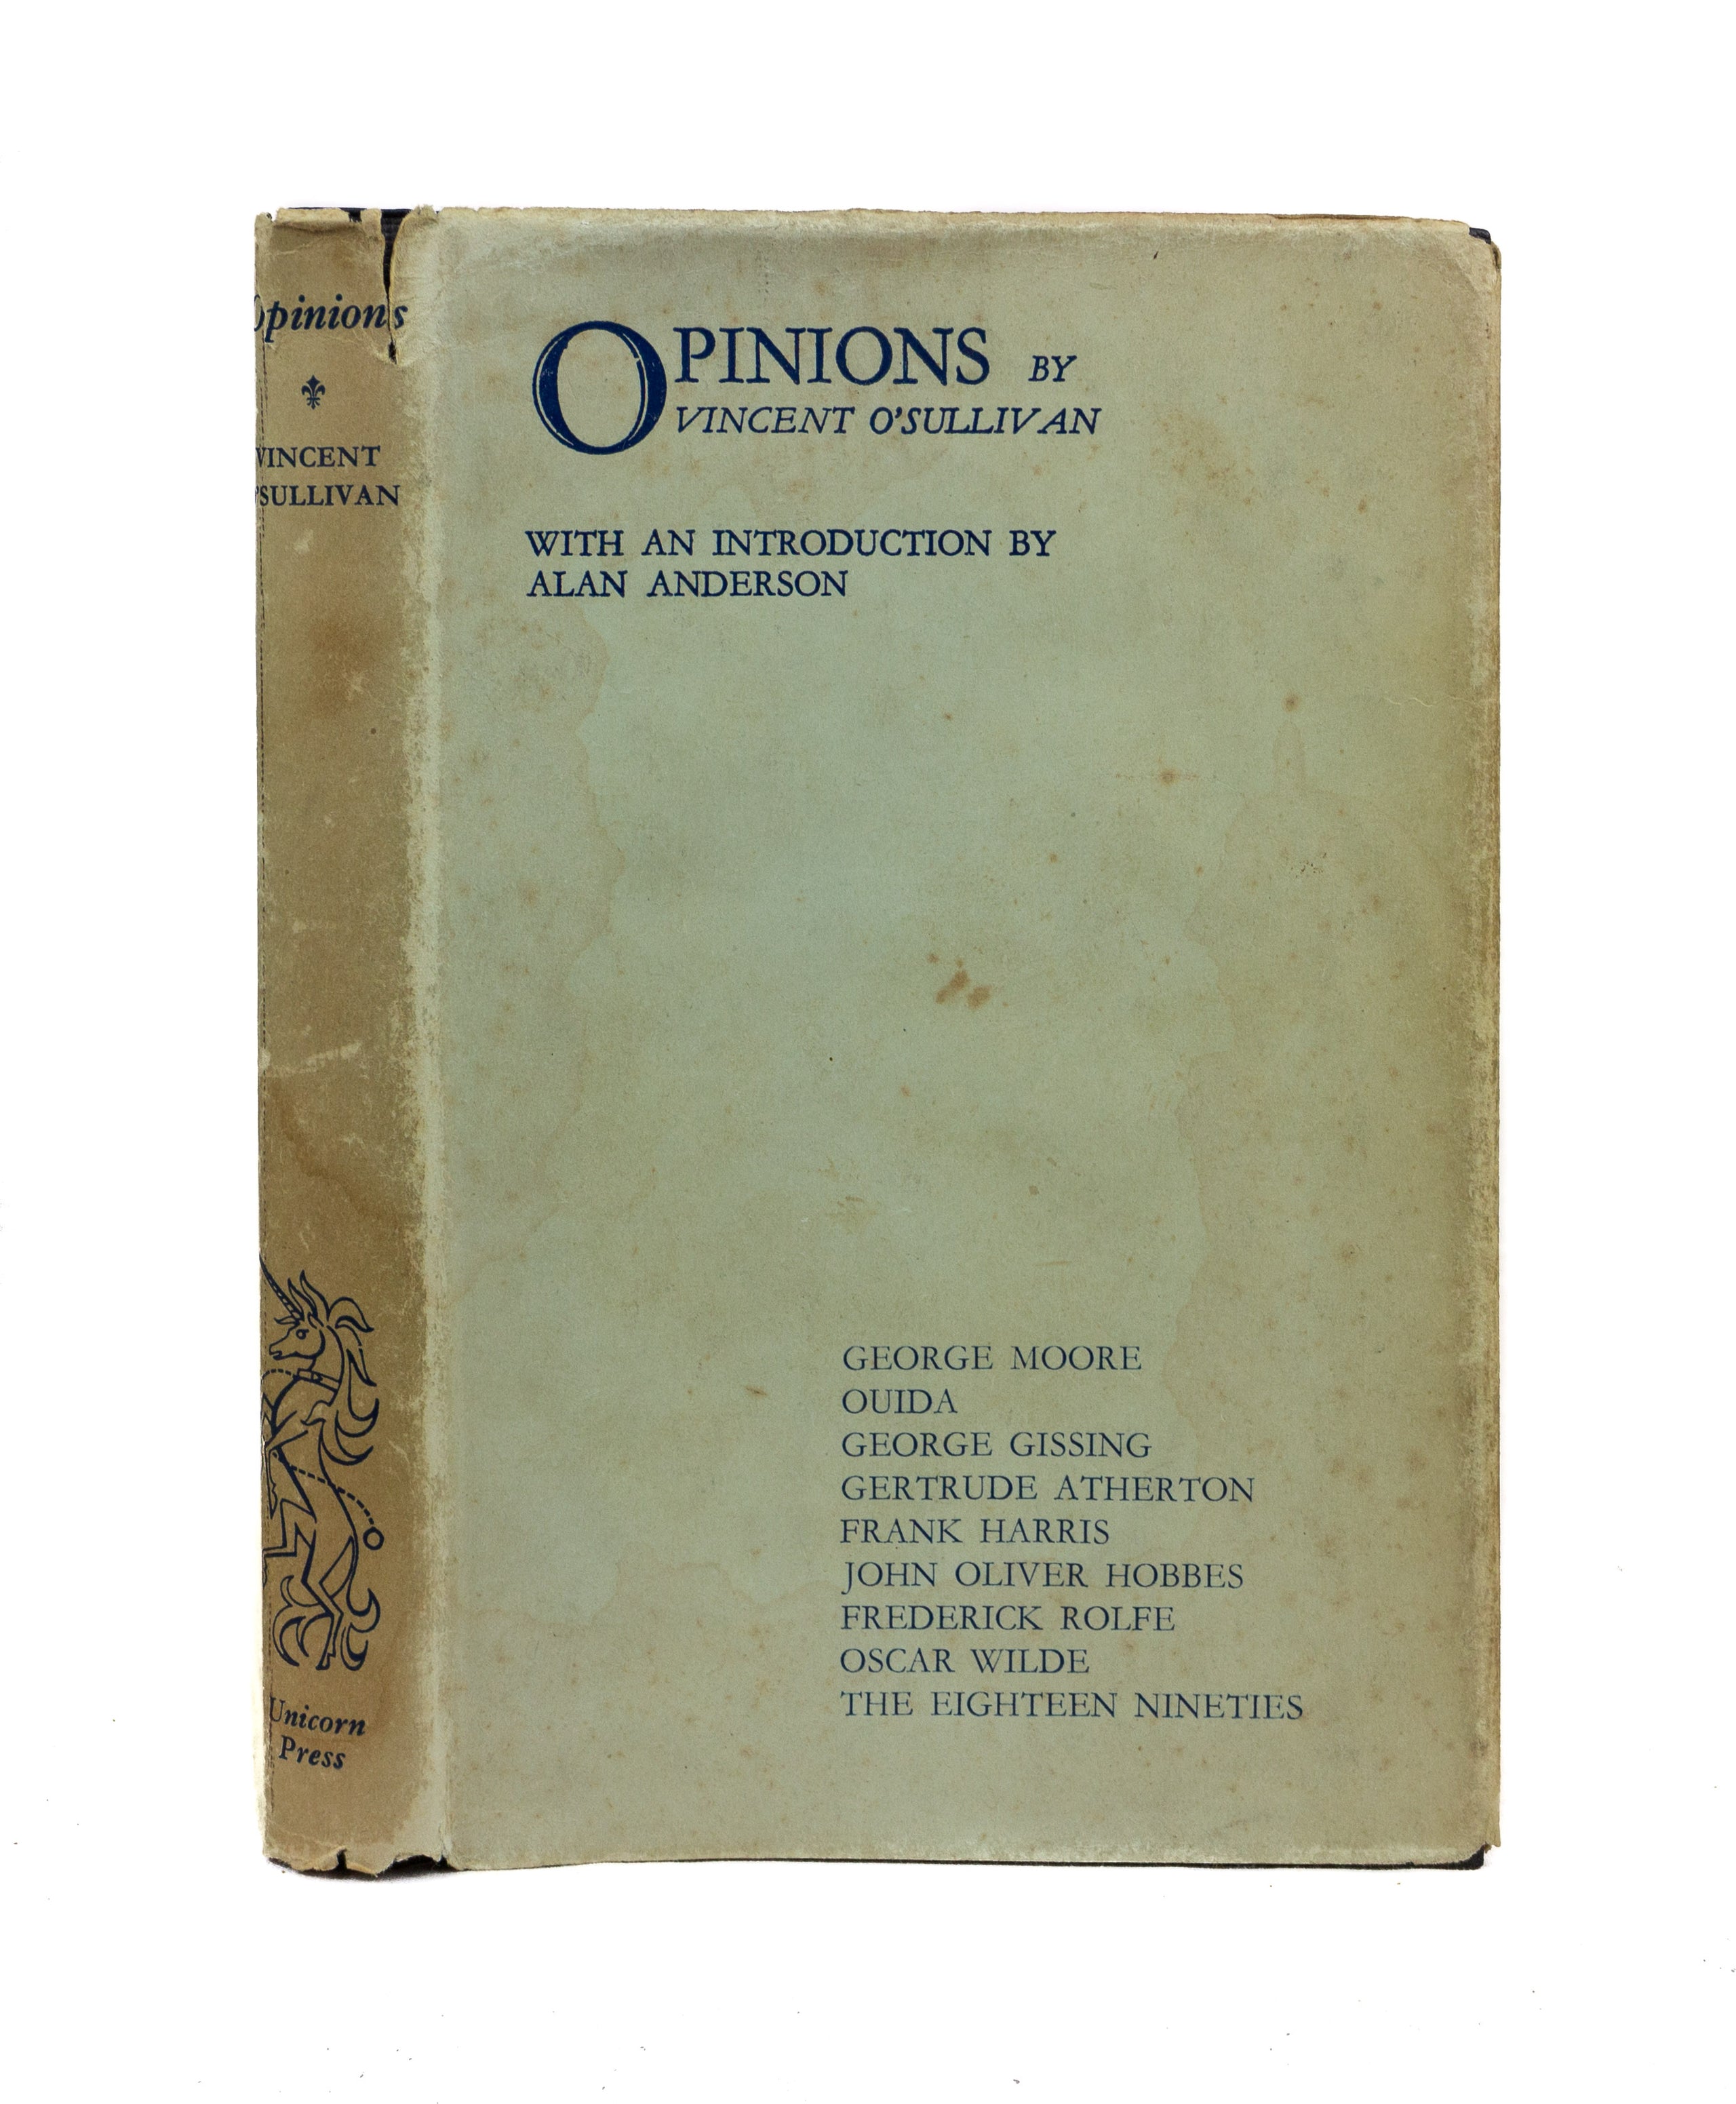 Opinions
VINCENT
O'SULLIVAN
Unicorn
Press
OPINIONS BY
VINCENT O'SULLIVAN
WITH AN INTRODUCTION BY
ALAN ANDERSON
GEORGE MOORE
OUIDA
GEORGE GISSING
GERTRUDE ATHERTON
FRANK HARRIS
JOHN OLIVER HOBBES
FREDERICK ROLFE
OSCAR WILDE
THE EIGHTEEN NINETIES